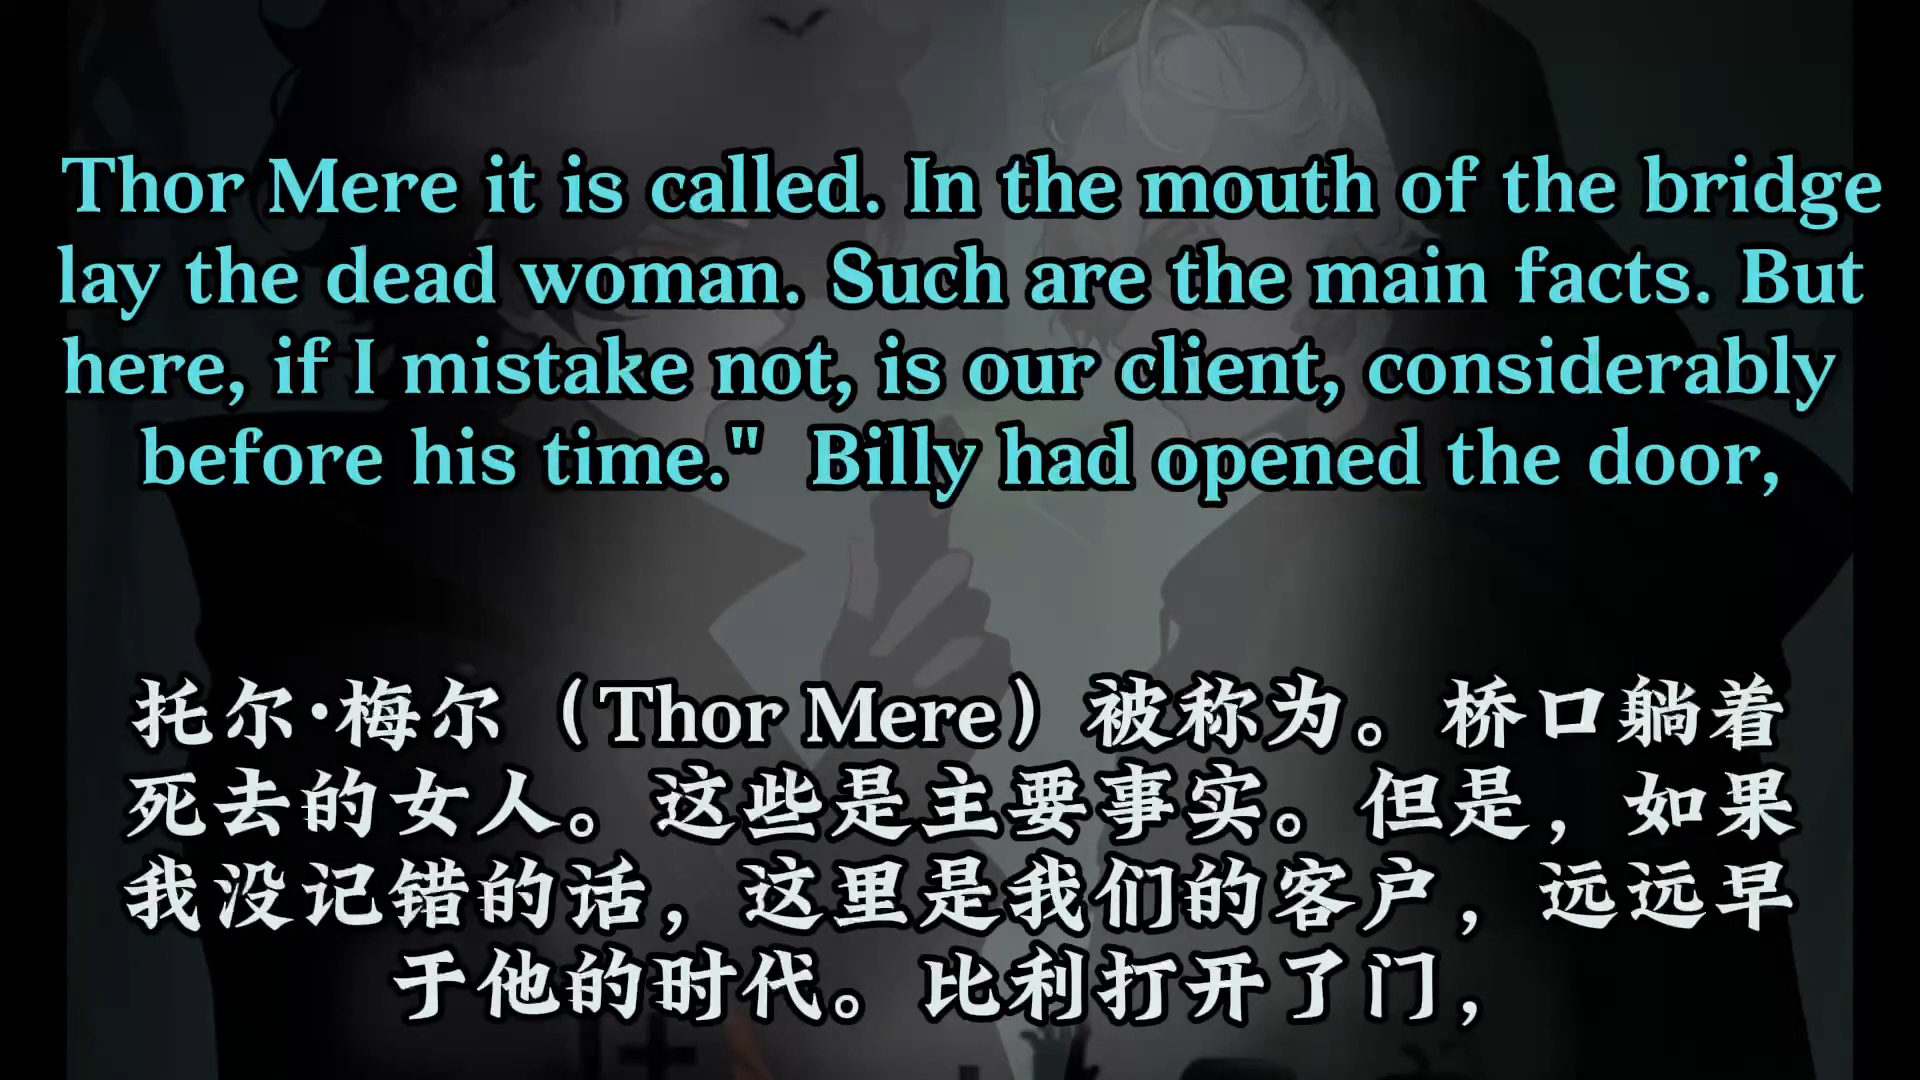 Thor Mere it is called. In the mouth of the bridge
lay the dead woman. Such are the main facts. But
here, if I mistake not, is our client, considerably
before his time."  Billy had opened the door,
托尔·梅尔（Thor Mere）被称为。桥口躺着
死去的女人。这些是主要事实。但是，如果
我没记错的话，这里是我们的客户，远远早
于他的时代。比利打开了门，